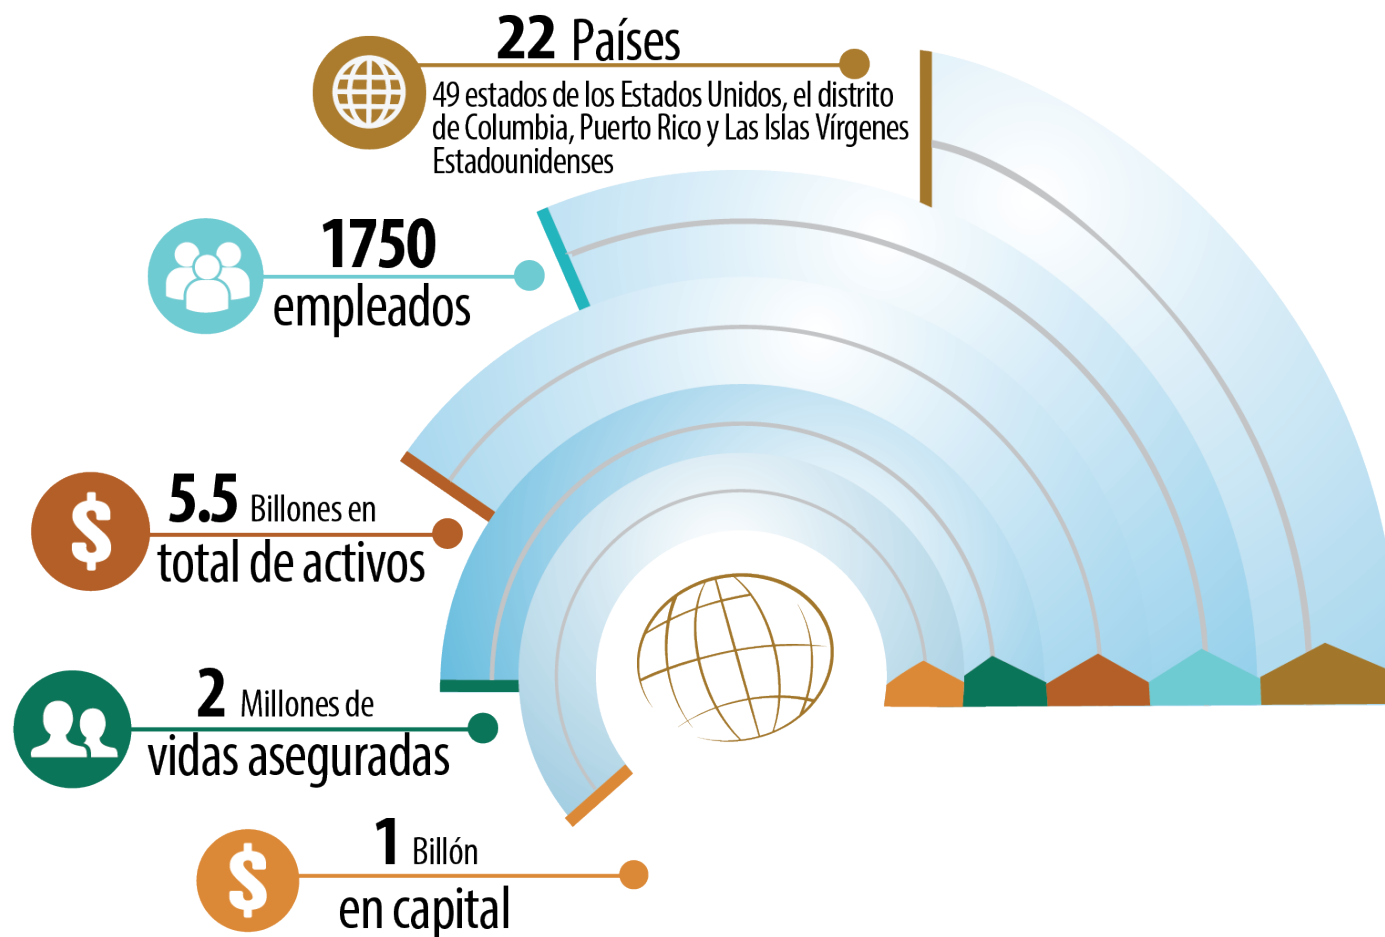 22 Países
49 estados de los Estados Unidos, el distrito
de Columbia, Puerto Rico y Las Islas Vírgenes
Estadounidenses
1750
empleados
$
5.5 Billones en
total de activos
2 Millones de
vidas aseguradas
$
1 Billón
en capital